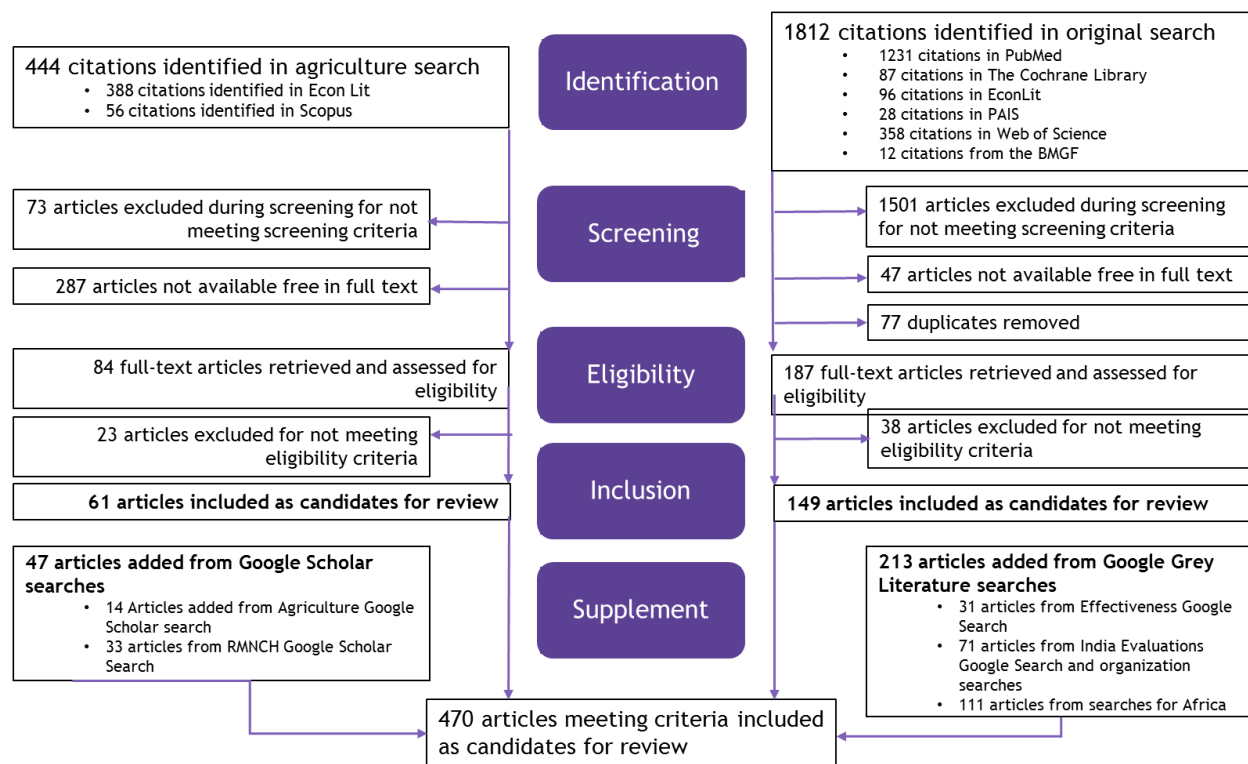 444 citations identified in agriculture search
• 388 citations identified in Econ Lit
• 56 citations identified in Scopus
Identification
1812 citations identified in original search
• 1231 citations in PubMed
• 87 citations in The Cochrane Library
• 96 citations in EconLit
• 28 citations in PAIS
• 358 citations in Web of Science
• 12 citations from the BMGF
73 articles excluded during screening for not
meeting screening criteria
287 articles not available free in full text
Screening
1501 articles excluded during screening
for not meeting screening criteria
47 articles not available free in full text
77 duplicates removed
84 full-text articles retrieved and assessed for
eligibility
23 articles excluded for not meeting
eligibility criteria
Eligibility
187 full-text articles retrieved and assessed for
eligibility
38 articles excluded for not meeting
eligibility criteria
61 articles included as candidates for review
Inclusion
149 articles included as candidates for review
47 articles added from Google Scholar
searches
• 14 Articles added from Agriculture Google
Scholar search
• 33 articles from RMNCH Google Scholar
Search
Supplement
213 articles added from Google Grey
Literature searches
• 31 articles from Effectiveness Google
Search
• 71 articles from India Evaluations
Google Search and organization
searches
• 111 articles from searches for Africa
470 articles meeting criteria included
as candidates for review